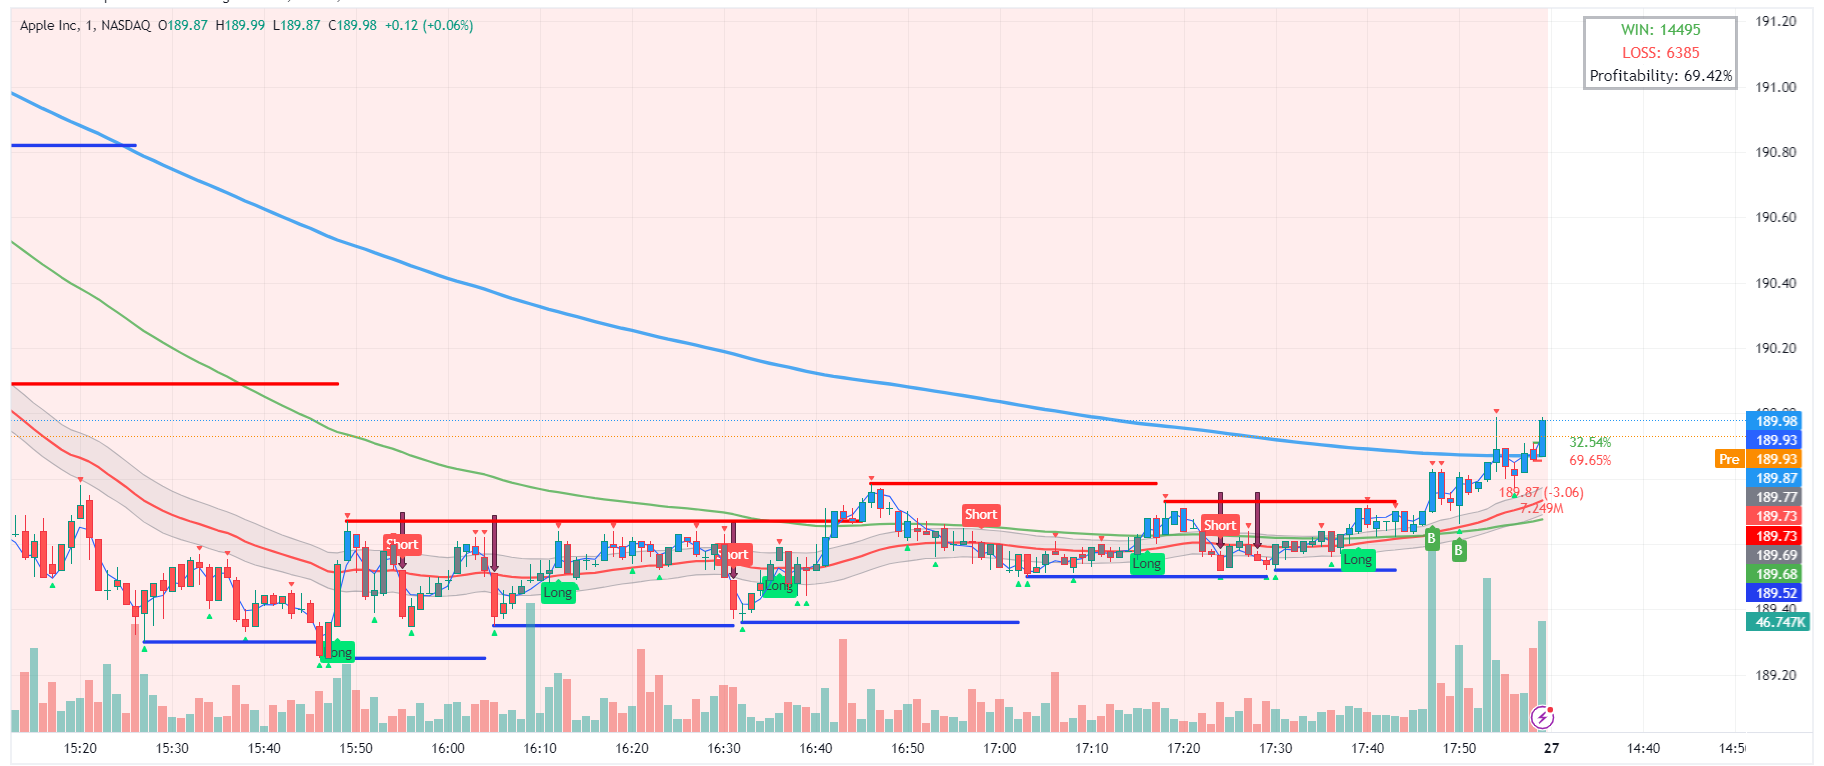 Apple Inc, 1, NASDAQ O189.87 H189.99 L189.87 C189.98 +0.12 (+0.06%)
WIN: 14495
LOSS: 6385
Profitability: 69.42%
191.20
191.00
190.80
190.60
190.40
190.20
189.98
189.93
Pre 189.93
189.87
189.77
189.73
189.73
189.69
189.68
189.52
189.40
46.747K
189.20
32.54%
69.65%
189.87 (-3.06)
7.249M
Short
Short
Short
Short
Long
Long
Long
Long
Long
B
B
15:20 15:30 15:40 15:50 16:00 16:10 16:20 16:30 16:40 16:50 17:00 17:10 17:20 17:30 17:40 17:50 27 14:40